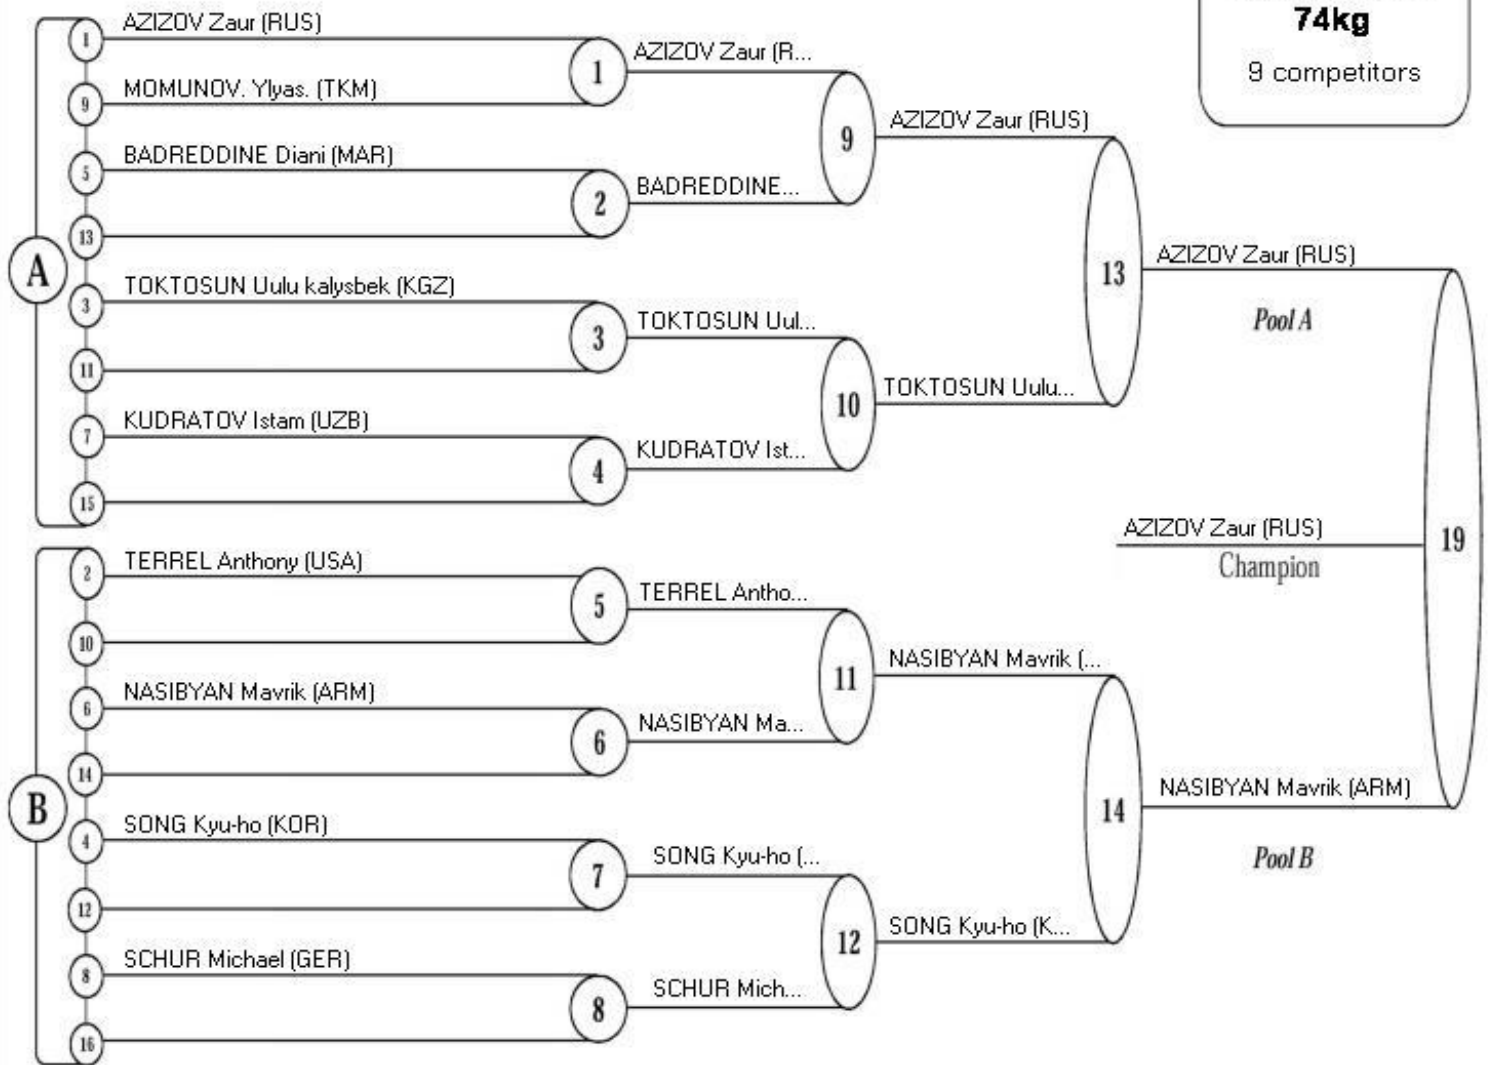 74kg
9 competitors
A
1
AZIZOV Zaur (RUS)
9
MOMUNOV. Ylyas. (TKM)
5
BADREDDINE Diani (MAR)
13
3
TOKTOSUN Uulu kalysbek (KGZ)
11
7
KUDRATOV Istam (UZB)
15
1
AZIZOV Zaur (R...
2
BADREDDINE...
3
TOKTOSUN Uul...
4
KUDRATOV Ist...
9
AZIZOV Zaur (RUS)
10
TOKTOSUN Uulu...
13
AZIZOV Zaur (RUS)
Pool A
B
2
TERREL Anthony (USA)
10
6
NASIBYAN Mavrik (ARM)
14
4
SONG Kyu-ho (KOR)
12
8
SCHUR Michael (GER)
16
5
TERREL Antho...
6
NASIBYAN Ma...
7
SONG Kyu-ho (...
8
SCHUR Mich...
11
NASIBYAN Mavrik (...
12
SONG Kyu-ho (K...
14
NASIBYAN Mavrik (ARM)
Pool B
19
AZIZOV Zaur (RUS)
Champion